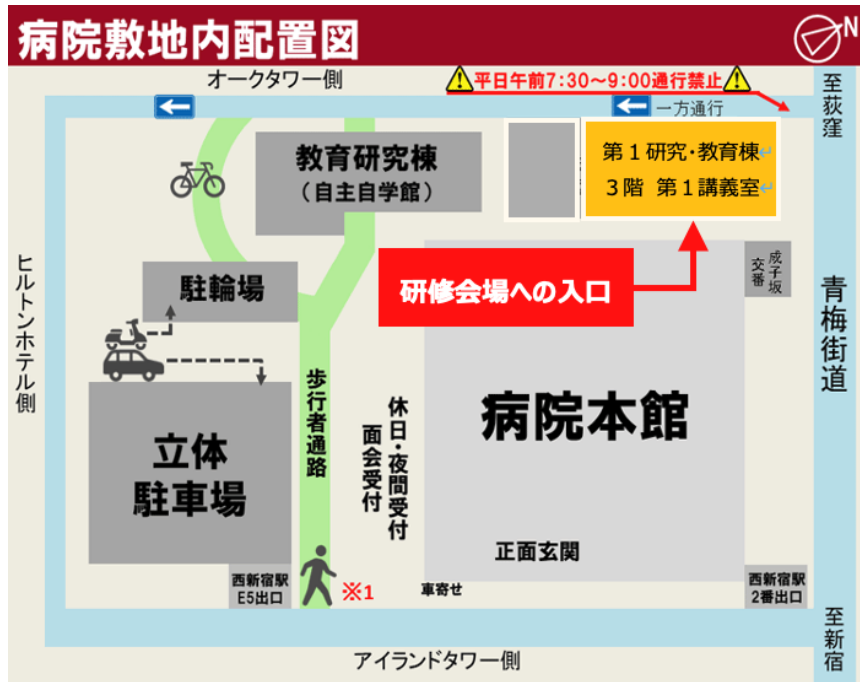 病院敷地内配置図
N
オークタワー側
平日午前7:30～9:00通行禁止
一方通行
至荻窪
教育研究棟
（自主自学館）
第１研究・教育棟
３階 第１講義室
駐輪場
研修会場への入口
成子坂
交番
ヒルトンホテル側
青梅街道
歩行者通路
休日・夜間受付
面会受付
病院本館
立体
駐車場
正面玄関
西新宿駅
E5出口
※1
車寄せ
西新宿駅
2番出口
至新宿
アイランドタワー側